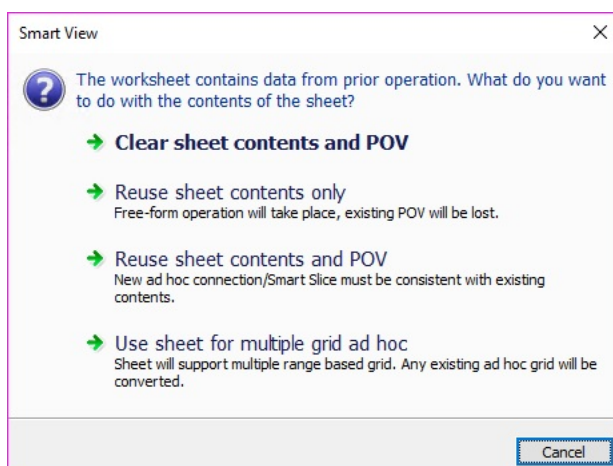 Smart View
The worksheet contains data from prior operation. What do you want
to do with the contents of the sheet?
Clear sheet contents and POV
Reuse sheet contents only
Free-form operation will take place, existing POV will be lost.
Reuse sheet contents and POV
New ad hoc connection/Smart Slice must be consistent with existing
contents.
Use sheet for multiple grid ad hoc
Sheet will support multiple range based grid. Any existing ad hoc grid will be
converted.
Cancel